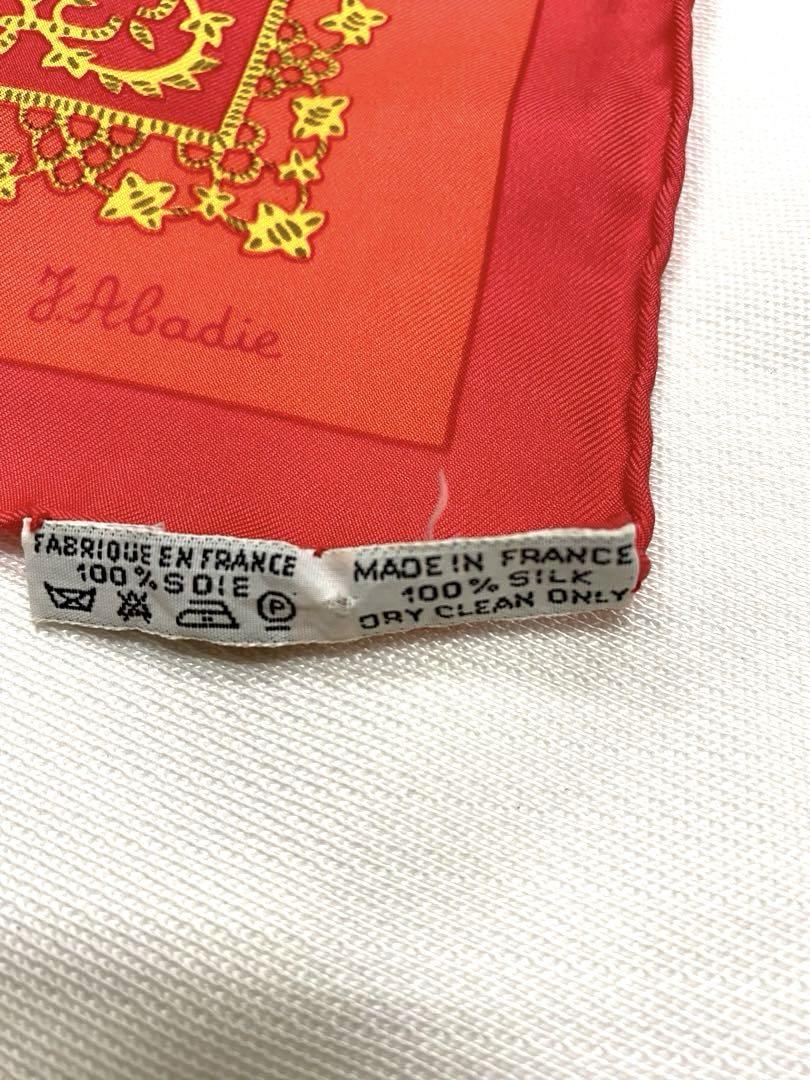 J.Abadie
FABRIQUE EN FRANCE
100% SOIE
P
MADE IN FRANCE
100% SILK
DRY CLEAN ONLY